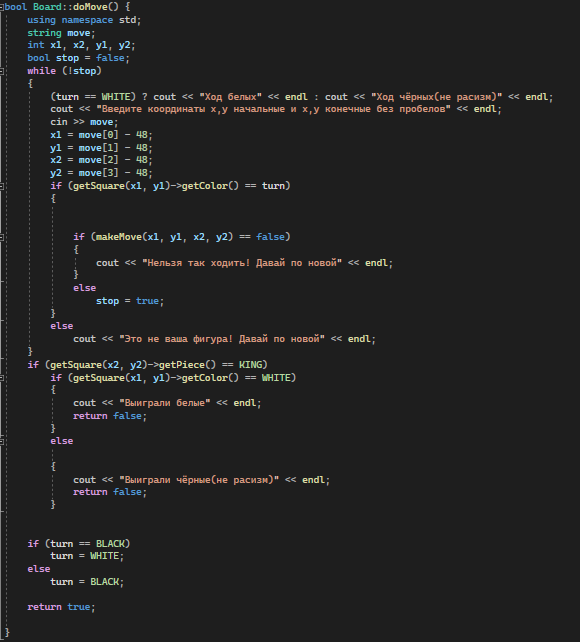 bool Board::doMove() {
using namespace std;
string move;
int x1, x2, y1, y2;
bool stop = false;
while (!stop)
{
(turn == WHITE) ? cout << "Ход белых" << endl : cout << "Ход чёрных(не расизм)" << endl;
cout << "Введите координаты x,y начальные и x,y конечные без пробелов" << endl;
cin >> move;
x1 = move[0] - 48;
y1 = move[1] - 48;
x2 = move[2] - 48;
y2 = move[3] - 48;
if (getSquare(x1, y1)->getColor() == turn)
{
if (makeMove(x1, y1, x2, y2) == false)
{
cout << "Нельзя так ходить! Давай по новой" << endl;
}
else
stop = true;
}
else
cout << "Это не ваша фигура! Давай по новой" << endl;
}
if (getSquare(x2, y2)->getPiece() == KING)
if (getSquare(x1, y1)->getColor() == WHITE)
{
cout << "Выиграли белые" << endl;
return false;
}
else
{
cout << "Выиграли чёрные(не расизм)" << endl;
return false;
}
if (turn == BLACK)
turn = WHITE;
else
turn = BLACK;
return true;
}